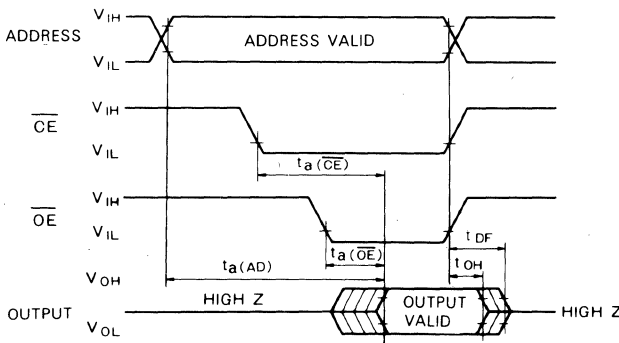 VIH
ADDRESS
ADDRESS VALID
VIL
VIH
CE
VIL
ta(CE)
VIH
OE
VIL
tDF
ta(OE)
tOH
ta(AD)
VOH
HIGH Z
OUTPUT
OUTPUT
VALID
HIGH Z
VOL